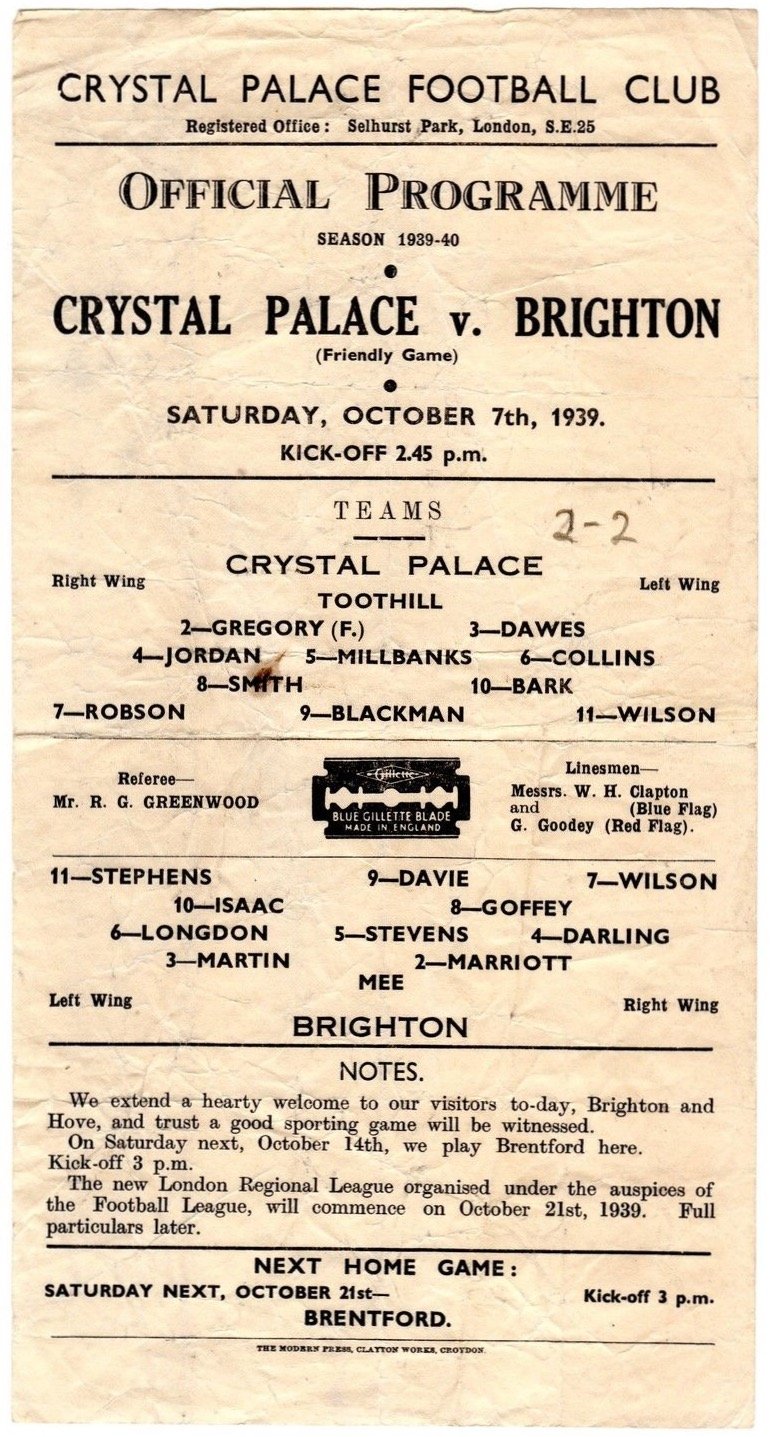 CRYSTAL PALACE FOOTBALL CLUB
Registered Office: Selhurst Park, London, S.E.25
OFFICIAL PROGRAMME
SEASON 1939-40
CRYSTAL PALACE v. BRIGHTON
(Friendly Game)
SATURDAY, OCTOBER 7th, 1939.
KICK-OFF 2.45 p.m.
TEAMS
2-2
CRYSTAL PALACE
Right Wing Left Wing
TOOTHILL
2—GREGORY (F.) 3—DAWES
4—JORDAN 5—MILLBANKS 6—COLLINS
8—SMITH 10—BARK
7—ROBSON 9—BLACKMAN 11—WILSON
Referee—
Mr. R. G. GREENWOOD
Gillette
BLUE GILLETTE BLADE
MADE IN ENGLAND
Linesmen—
Messrs. W. H. Clapton
and (Blue Flag)
G. Goodey (Red Flag).
11—STEPHENS 9—DAVIE 7—WILSON
10—ISAAC 8—GOFFEY
6—LONGDON 5—STEVENS 4—DARLING
3—MARTIN 2—MARRIOTT
MEE
Left Wing Right Wing
BRIGHTON
NOTES.
We extend a hearty welcome to our visitors to-day, Brighton and
Hove, and trust a good sporting game will be witnessed.
On Saturday next, October 14th, we play Brentford here.
Kick-off 3 p.m.
The new London Regional League organised under the auspices of
the Football League, will commence on October 21st, 1939. Full
particulars later.
NEXT HOME GAME:
SATURDAY NEXT, OCTOBER 21st— Kick-off 3 p.m.
BRENTFORD.
THE MODERN PRESS, CLAYTON WORKS, CROYDON.